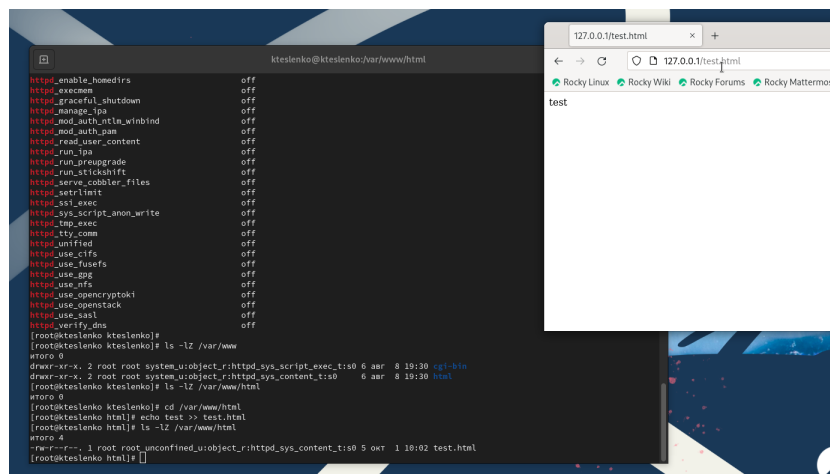 kteslenko@kteslenko:/var/www/html
httpd_enable_homedirs off
httpd_execmem off
httpd_graceful_shutdown off
httpd_manage_ipa off
httpd_mod_auth_ntlm_winbind off
httpd_mod_auth_pam off
httpd_read_user_content off
httpd_run_ipa off
httpd_run_preupgrade off
httpd_run_stickshift off
httpd_serve_cobbler_files off
httpd_setrlimit off
httpd_ssi_exec off
httpd_sys_script_anon_write off
httpd_tmp_exec off
httpd_tty_comm off
httpd_unified off
httpd_use_cifs off
httpd_use_fusefs off
httpd_use_gpg off
httpd_use_nfs off
httpd_use_opencryptoki off
httpd_use_openstack off
httpd_use_sasl off
httpd_verify_dns off
[root@kteslenko kteslenko]#
[root@kteslenko kteslenko]# ls -lZ /var/www
итого 0
drwxr-xr-x. 2 root root system_u:object_r:httpd_sys_script_exec_t:s0 6 авг 8 19:30 cgi-bin
drwxr-xr-x. 2 root root system_u:object_r:httpd_sys_content_t:s0 6 авг 8 19:30 html
[root@kteslenko kteslenko]# ls -lZ /var/www/html
итого 0
[root@kteslenko kteslenko]# cd /var/www/html
[root@kteslenko html]# echo test >> test.html
[root@kteslenko html]# ls -lZ /var/www/html
итого 4
-rw-r--r--. 1 root root unconfined_u:object_r:httpd_sys_content_t:s0 5 окт 1 10:02 test.html
[root@kteslenko html]#
127.0.0.1/test.html
127.0.0.1/test.html
Rocky Linux Rocky Wiki Rocky Forums Rocky Mattermos
test